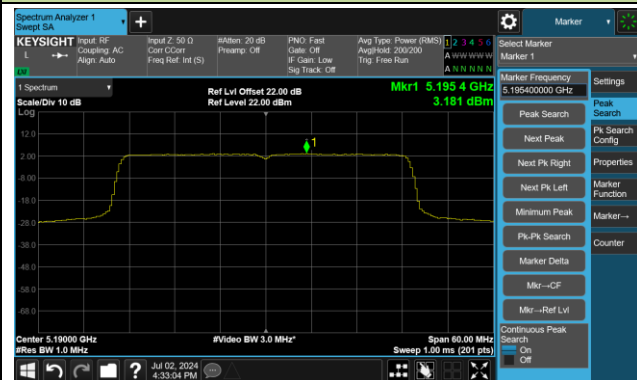 Spectrum Analyzer 1
Swept SA
Marker
KEYSIGHT
L
Input: RF
Coupling: AC
Align: Auto
Input Z: 50 Ω
Corr CCorr
Freq Ref: Int (S)
#Atten: 20 dB
Preamp: Off
PNO: Fast
Gate: Off
IF Gain: Low
Sig Track: Off
Avg Type: Power (RMS)
Avg|Hold: 200/200
Trig: Free Run
1 2 3 4 5 6
A W W W W W
A N N N N N
Select Marker
Marker 1
1 Spectrum
Scale/Div 10 dB
Log
Ref Lvl Offset 22.00 dB
Ref Level 22.00 dBm
Mkr1 5.195 4 GHz
3.181 dBm
12.0
2.00
-8.00
-18.0
-28.0
-38.0
-48.0
-58.0
-68.0
1
Center 5.19000 GHz
#Res BW 1.0 MHz
#Video BW 3.0 MHz*
Span 60.00 MHz
Sweep 1.00 ms (201 pts)
Marker Frequency
5.195400000 GHz
Peak Search
Next Peak
Next Pk Right
Next Pk Left
Minimum Peak
Pk-Pk Search
Marker Delta
Mkr→CF
Mkr→Ref Lvl
Continuous Peak
Search
On
Off
Settings
Peak
Search
Pk Search
Config
Properties
Marker
Function
Marker→
Counter
Jul 02, 2024
4:33:04 PM